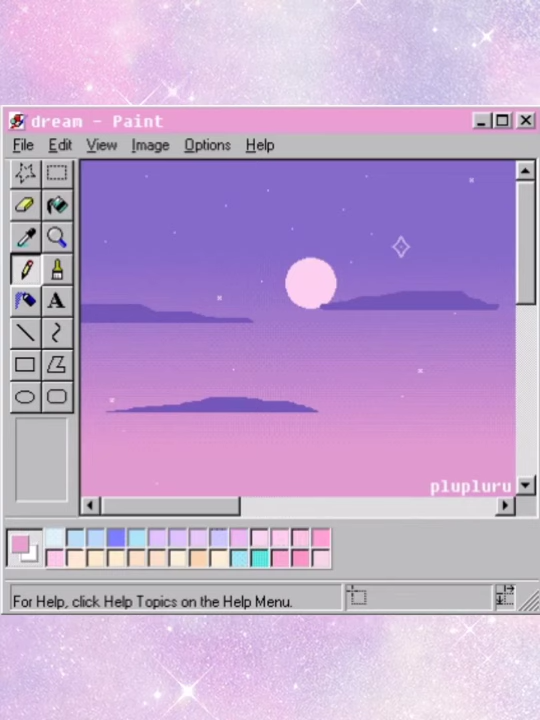 dream - Paint
File Edit View Image Options Help
A
plupluru
For Help, click Help Topics on the Help Menu.